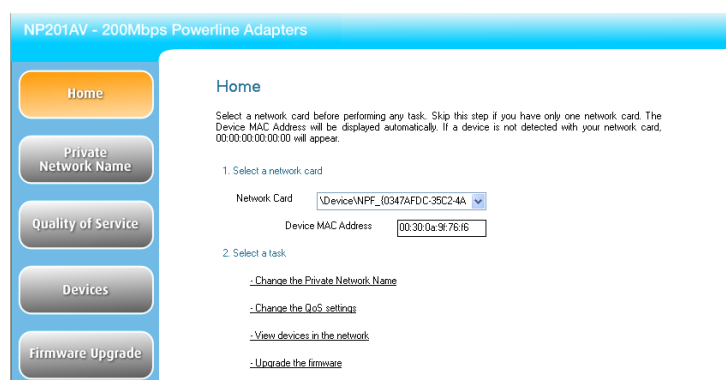 NP201AV - 200Mbps Powerline Adapters
Home
Private
Network Name
Quality of Service
Devices
Firmware Upgrade
Home
Select a network card before performing any task. Skip this step if you have only one network card. The
Device MAC Address will be displayed automatically. If a device is not detected with your network card,
00:00:00:00:00:00 will appear.
1. Select a network card
Network Card \Device\NPF_{0347AFDC-35C2-4A
Device MAC Address 00:30:0a:9f:76:f6
2. Select a task
- Change the Private Network Name
- Change the QoS settings
- View devices in the network
- Upgrade the firmware